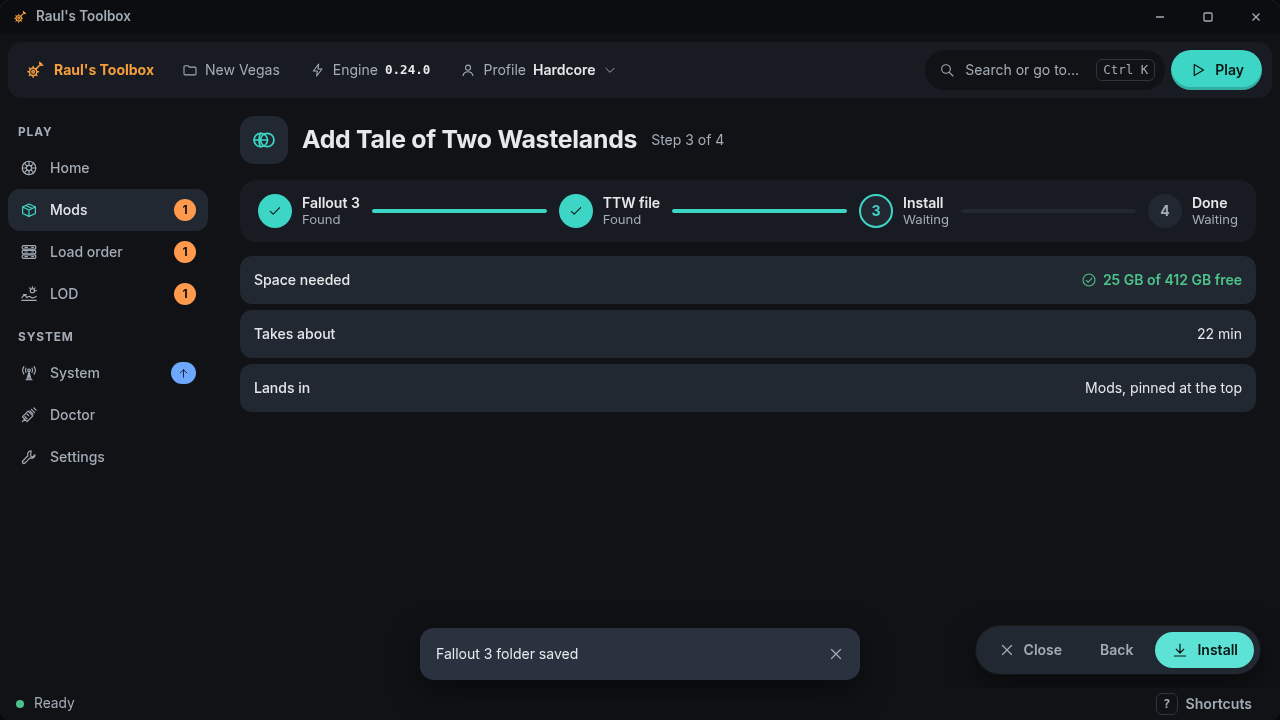 Raul's Toolbox
Raul's Toolbox
New Vegas
Engine 0.24.0
Profile Hardcore
Search or go to...
Ctrl K
Play
PLAY
Home
Mods
1
Load order
1
LOD
1
SYSTEM
System
Doctor
Settings
Add Tale of Two Wastelands
Step 3 of 4
Fallout 3
Found
TTW file
Found
3
Install
Waiting
4
Done
Waiting
Space needed
25 GB of 412 GB free
Takes about
22 min
Lands in
Mods, pinned at the top
Fallout 3 folder saved
Close
Back
Install
Ready
? Shortcuts